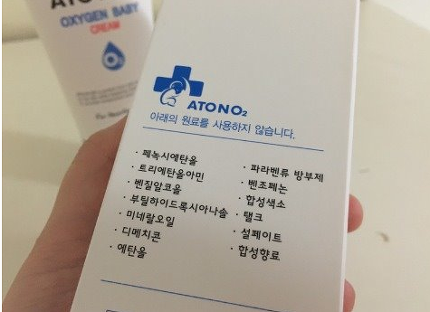 OXYGEN BABY
CREAM
O₂
ATONO₂
아래의 원료를 사용하지 않습니다.
· 페녹시에탄올
· 트리에탄올아민
· 벤질알코올
· 부틸하이드록시아니솔
· 미네랄오일
· 디메치콘
· 에탄올
· 파라벤류 방부제
· 벤조페논
· 합성색소
· 탤크
· 설페이트
· 합성향료